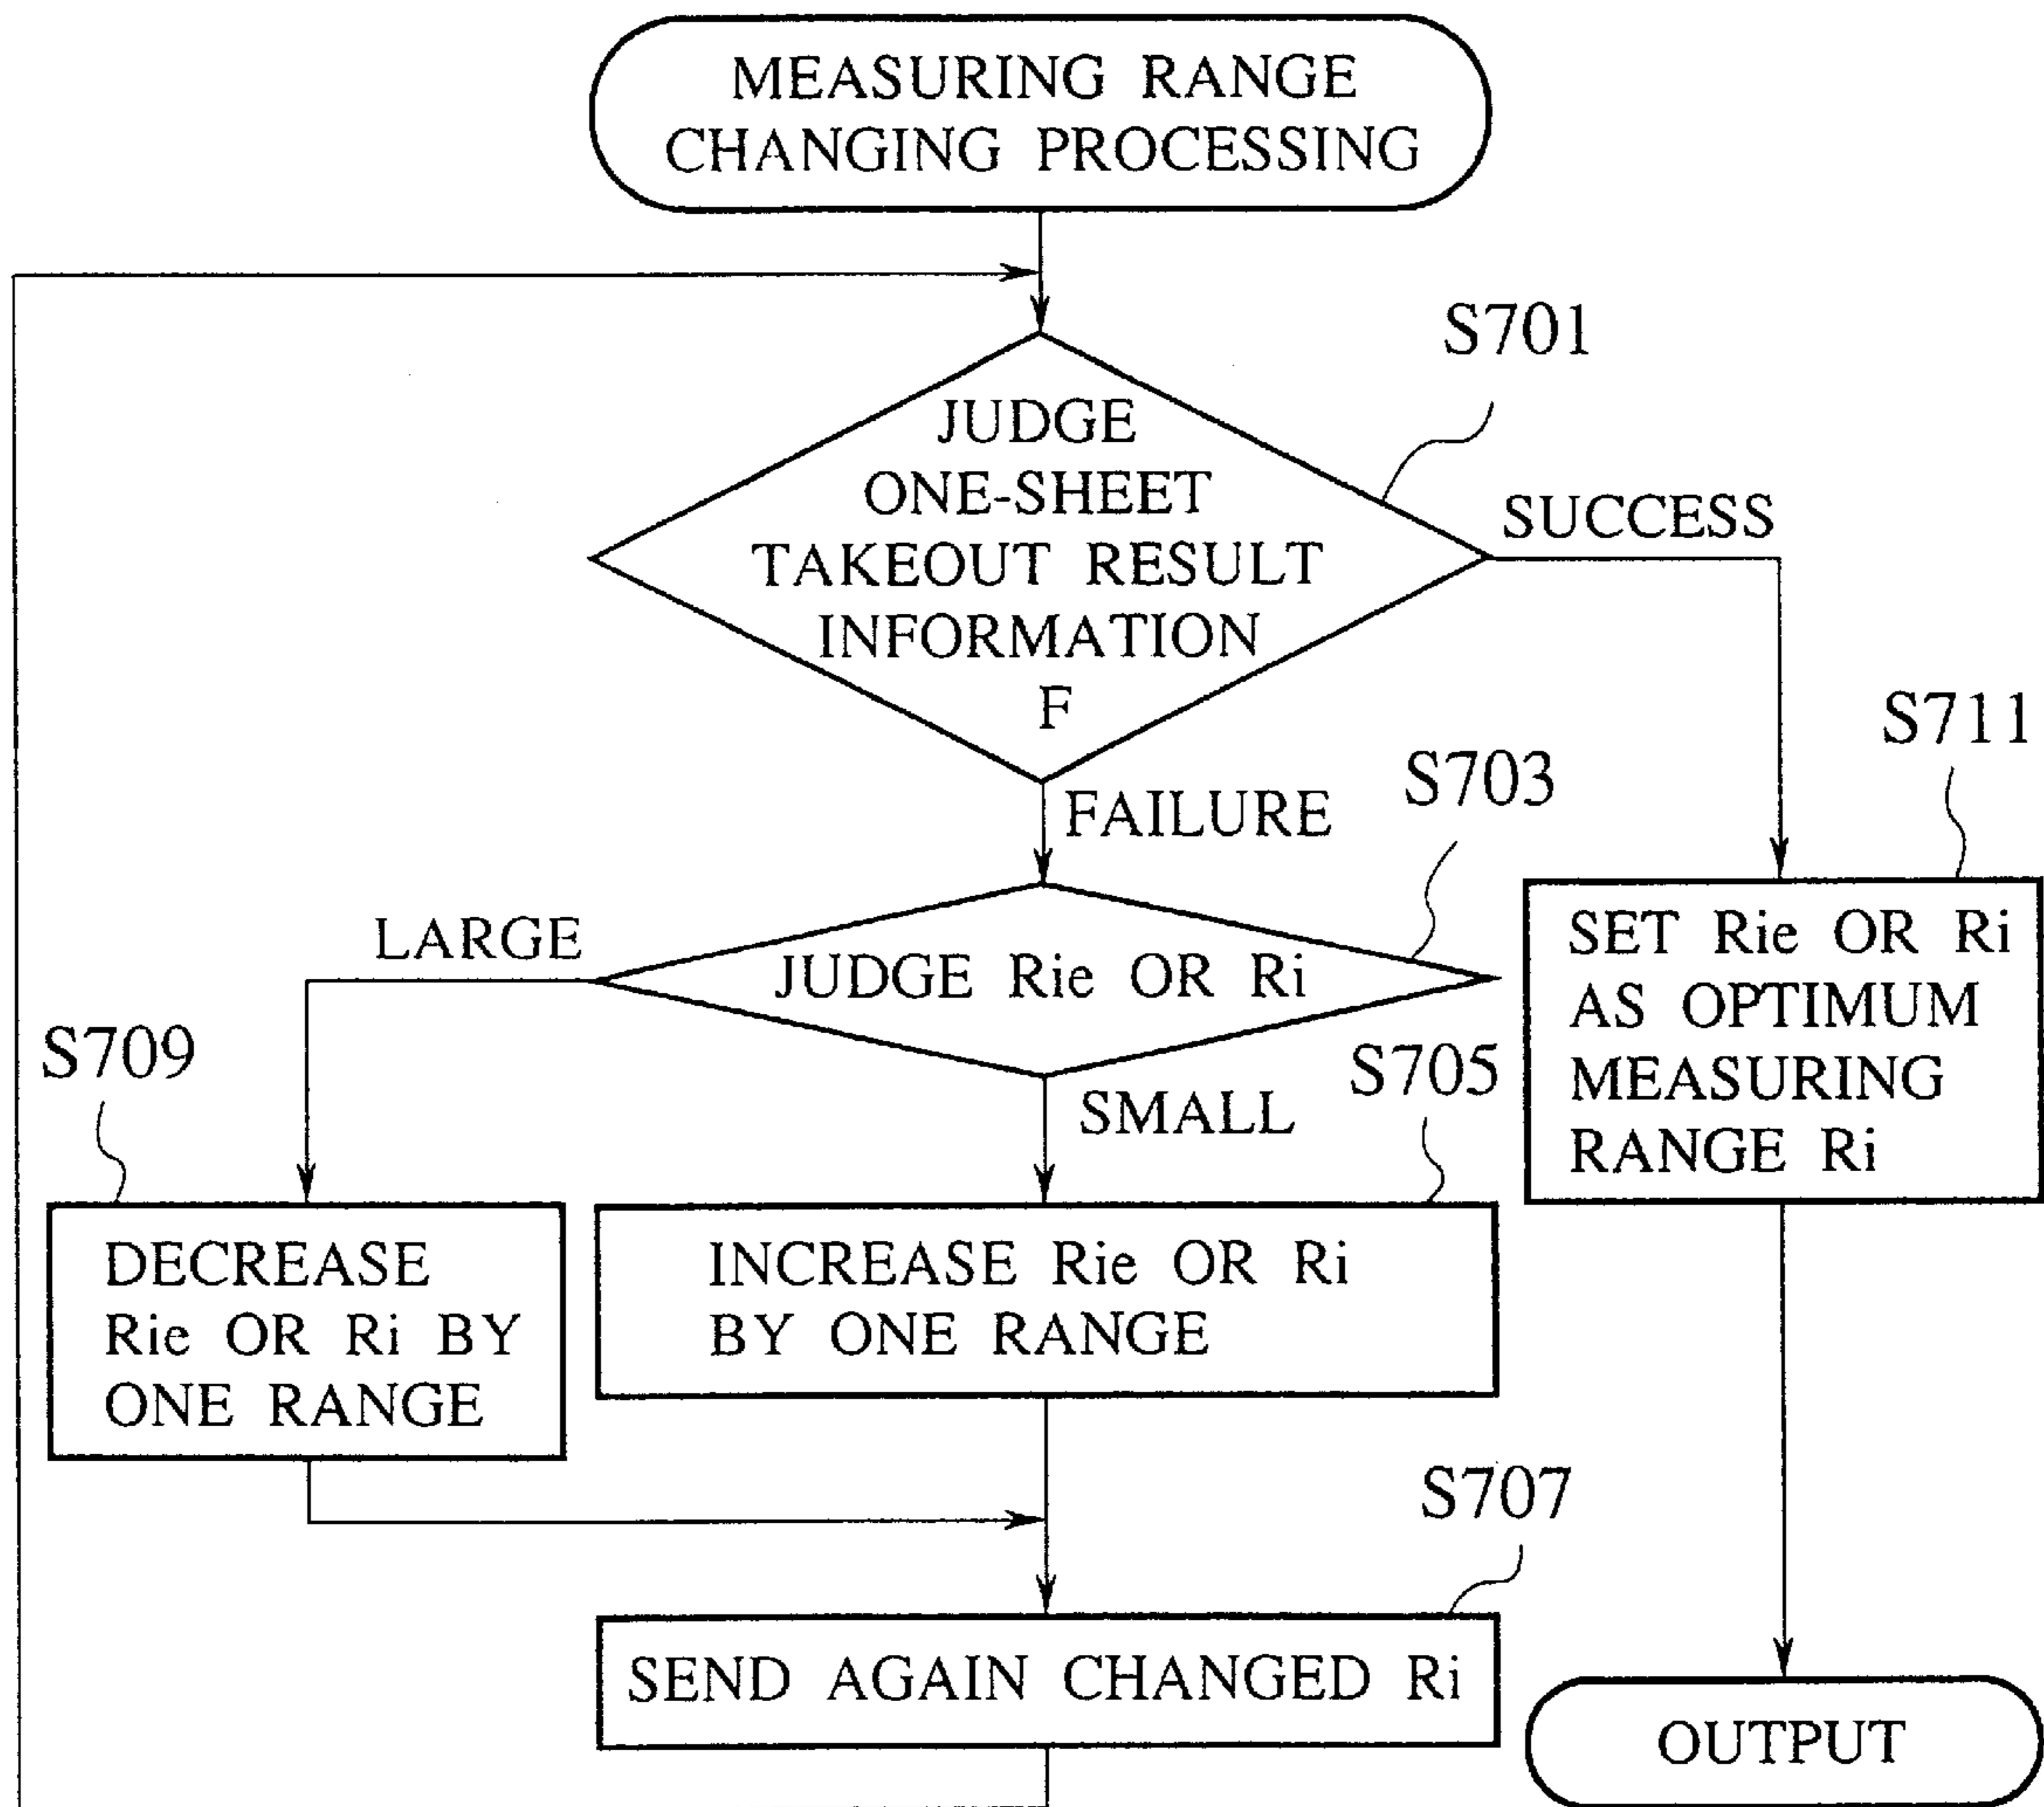 MEASURING RANGE
CHANGING PROCESSING
S701
JUDGE
ONE-SHEET
TAKEOUT RESULT
INFORMATION
F
SUCCESS
FAILURE
S703
S711
LARGE
JUDGE Rie OR Ri
SET Rie OR Ri
AS OPTIMUM
MEASURING
RANGE Ri
S709
SMALL
S705
DECREASE
Rie OR Ri BY
ONE RANGE
INCREASE Rie OR Ri
BY ONE RANGE
S707
SEND AGAIN CHANGED Ri
OUTPUT